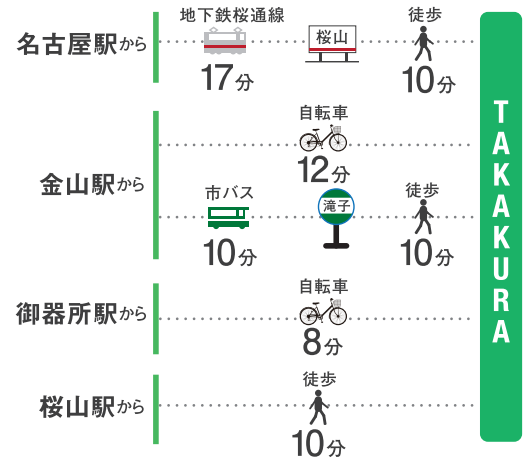 名古屋駅から
地下鉄桜通線
17分
桜山
徒歩
10分
金山駅から
自転車
12分
市バス
10分
滝子
徒歩
10分
御器所駅から
自転車
8分
桜山駅から
徒歩
10分
TAKAKURA